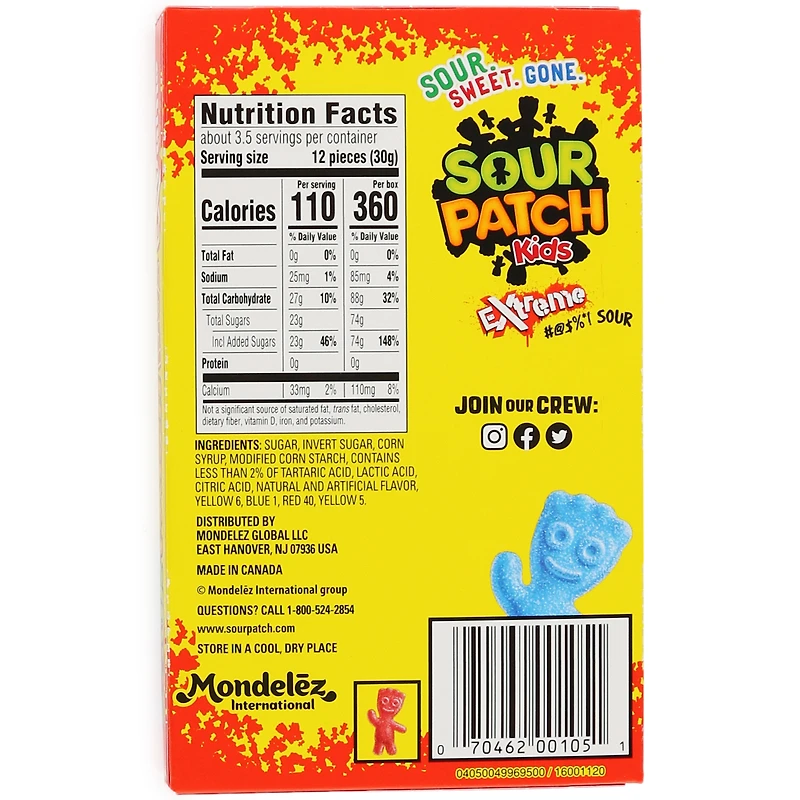 SOUR.
SWEET. GONE.
SOUR
PATCH
Kids
EXtreme
#@$%*! SOUR
JOIN OUR CREW:
Nutrition Facts
about 3.5 servings per container
Serving size 12 pieces (30g)
Per serving Per box
Calories 110 360
% Daily Value % Daily Value
Total Fat 0g 0% 0g 0%
Sodium 25mg 1% 85mg 4%
Total Carbohydrate 27g 10% 88g 32%
Total Sugars 23g 74g
Incl Added Sugars 23g 46% 74g 148%
Protein 0g 0g
Calcium 33mg 2% 110mg 8%
Not a significant source of saturated fat, trans fat, cholesterol,
dietary fiber, vitamin D, iron, and potassium.
INGREDIENTS: SUGAR, INVERT SUGAR, CORN
SYRUP, MODIFIED CORN STARCH, CONTAINS
LESS THAN 2% OF TARTARIC ACID, LACTIC ACID,
CITRIC ACID, NATURAL AND ARTIFICIAL FLAVOR,
YELLOW 6, BLUE 1, RED 40, YELLOW 5.
DISTRIBUTED BY
MONDELEZ GLOBAL LLC
EAST HANOVER, NJ 07936 USA
MADE IN CANADA
© Mondelēz International group
QUESTIONS? CALL 1-800-524-2854
www.sourpatch.com
STORE IN A COOL, DRY PLACE
Mondelēz
International
0 70462 00105 1
04050049969500 / 16001120